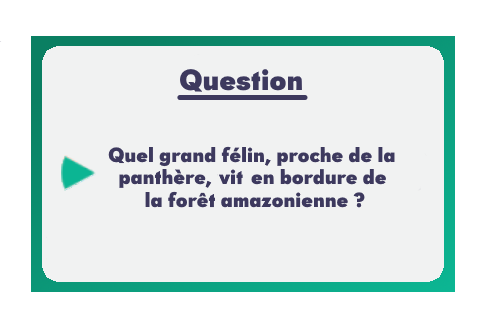 Question
Quel grand félin, proche de la
panthère, vit en bordure de
la forêt amazonienne ?